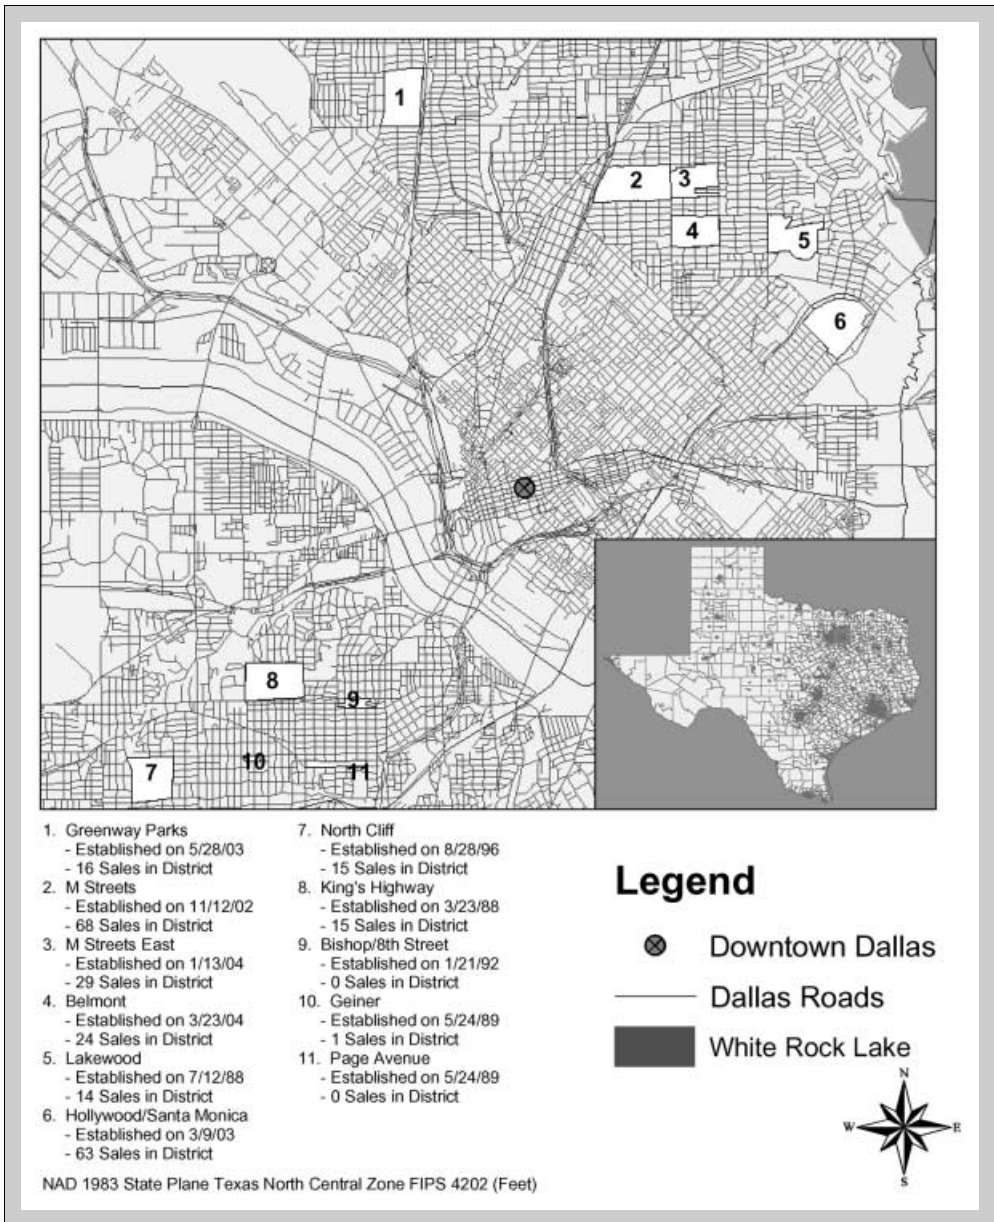 1
2
3
4
5
6
8
9
7
10
11
1. Greenway Parks
- Established on 5/28/03
- 16 Sales in District
2. M Streets
- Established on 11/12/02
- 68 Sales in District
3. M Streets East
- Established on 1/13/04
- 29 Sales in District
4. Belmont
- Established on 3/23/04
- 24 Sales in District
5. Lakewood
- Established on 7/12/88
- 14 Sales in District
6. Hollywood/Santa Monica
- Established on 3/9/03
- 63 Sales in District
7. North Cliff
- Established on 8/28/96
- 15 Sales in District
8. King's Highway
- Established on 3/23/88
- 15 Sales in District
9. Bishop/8th Street
- Established on 1/21/92
- 0 Sales in District
10. Geiner
- Established on 5/24/89
- 1 Sales in District
11. Page Avenue
- Established on 5/24/89
- 0 Sales in District
Legend
Downtown Dallas
Dallas Roads
White Rock Lake
N
W E
S
NAD 1983 State Plane Texas North Central Zone FIPS 4202 (Feet)